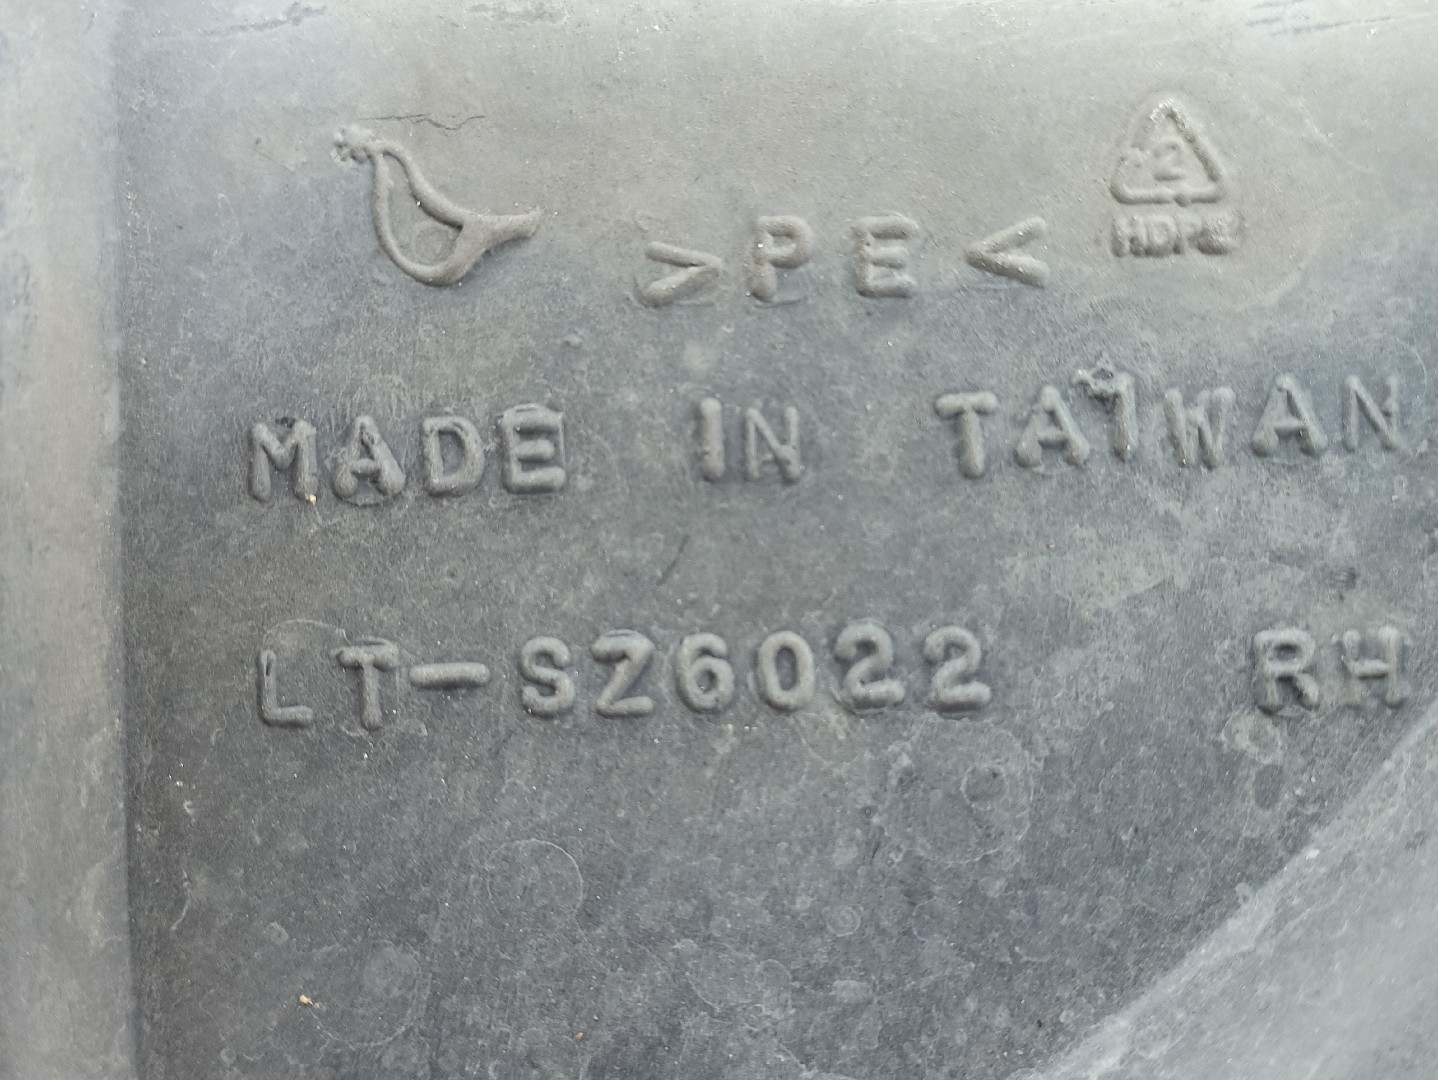 >PE<
2
HDPE
MADE IN TAIWAN
LT-SZ6022 RH